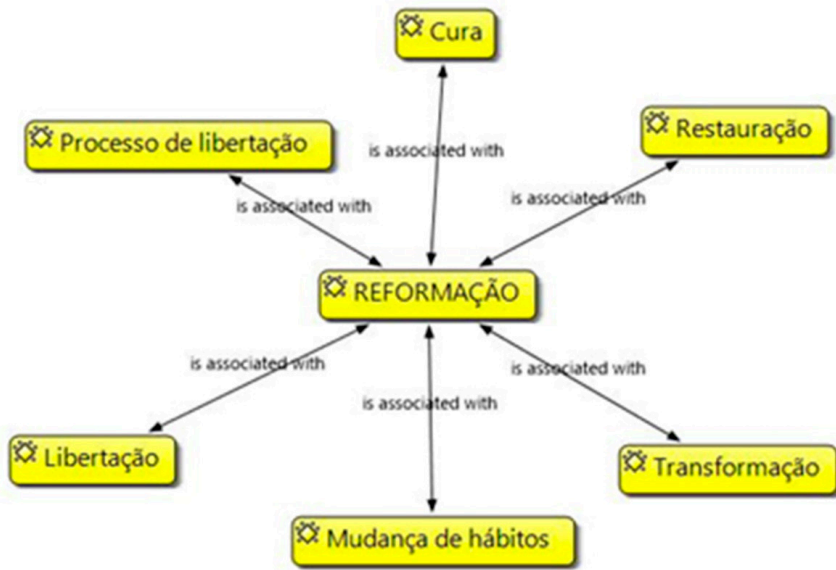 Cura
Processo de libertação
Restauração
is associated with
is associated with
is associated with
REFORMAÇÃO
is associated with
is associated with
is associated with
Libertação
Transformação
Mudança de hábitos